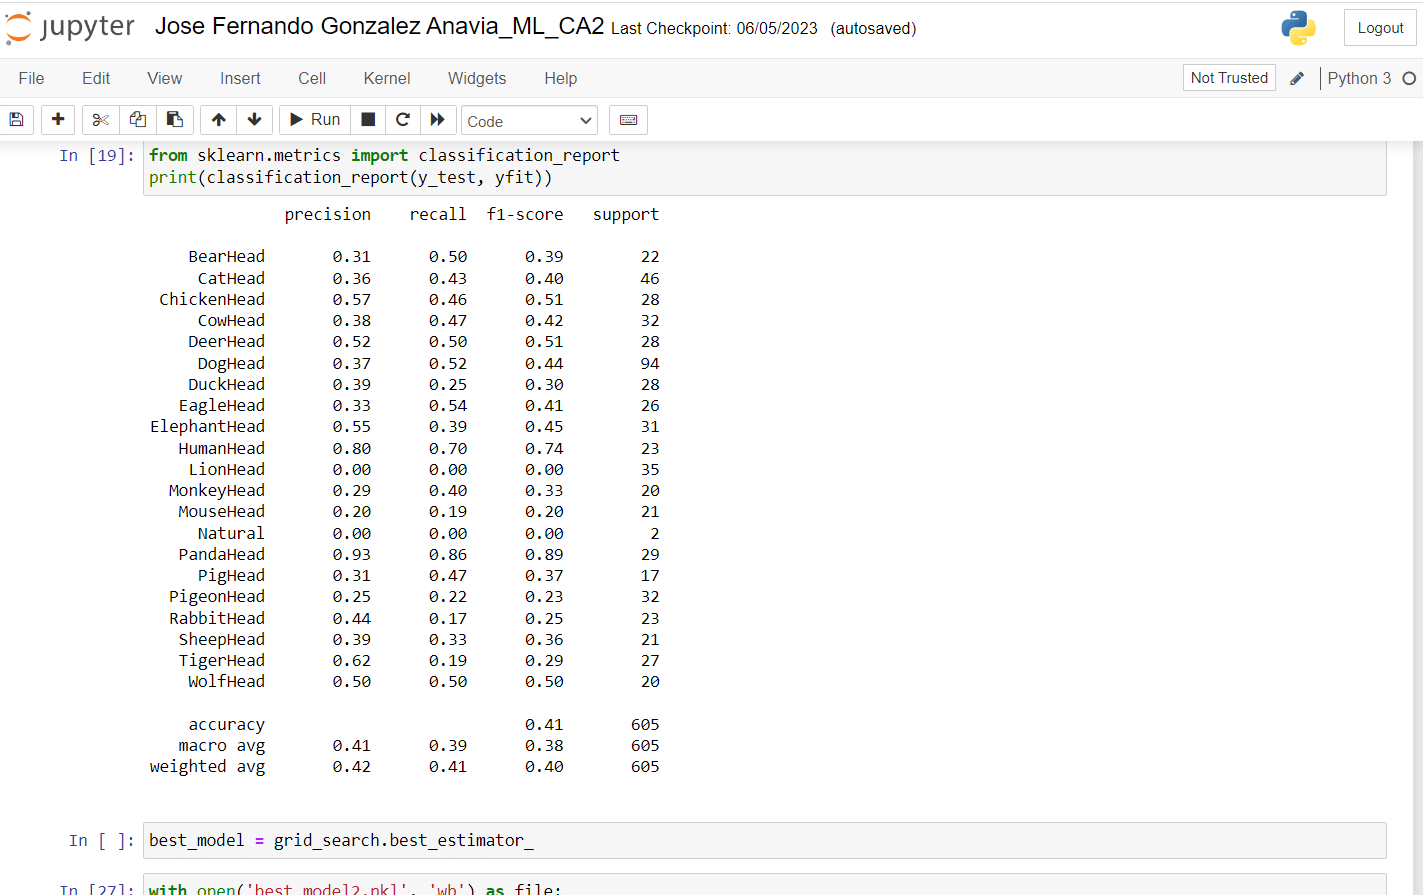 jupyter Jose Fernando Gonzalez Anavia_ML_CA2 Last Checkpoint: 06/05/2023 (autosaved) Logout
File Edit View Insert Cell Kernel Widgets Help Not Trusted Python 3
Run Code
In [19]: from sklearn.metrics import classification_report
print(classification_report(y_test, yfit))
precision recall f1-score support
BearHead 0.31 0.50 0.39 22
CatHead 0.36 0.43 0.40 46
ChickenHead 0.57 0.46 0.51 28
CowHead 0.38 0.47 0.42 32
DeerHead 0.52 0.50 0.51 28
DogHead 0.37 0.52 0.44 94
DuckHead 0.39 0.25 0.30 28
EagleHead 0.33 0.54 0.41 26
ElephantHead 0.55 0.39 0.45 31
HumanHead 0.80 0.70 0.74 23
LionHead 0.00 0.00 0.00 35
MonkeyHead 0.29 0.40 0.33 20
MouseHead 0.20 0.19 0.20 21
Natural 0.00 0.00 0.00 2
PandaHead 0.93 0.86 0.89 29
PigHead 0.31 0.47 0.37 17
PigeonHead 0.25 0.22 0.23 32
RabbitHead 0.44 0.17 0.25 23
SheepHead 0.39 0.33 0.36 21
TigerHead 0.62 0.19 0.29 27
WolfHead 0.50 0.50 0.50 20
accuracy 0.41 605
macro avg 0.41 0.39 0.38 605
weighted avg 0.42 0.41 0.40 605
In [ ]: best_model = grid_search.best_estimator_
In [27]: with open('best_model2.pkl', 'wb') as file: